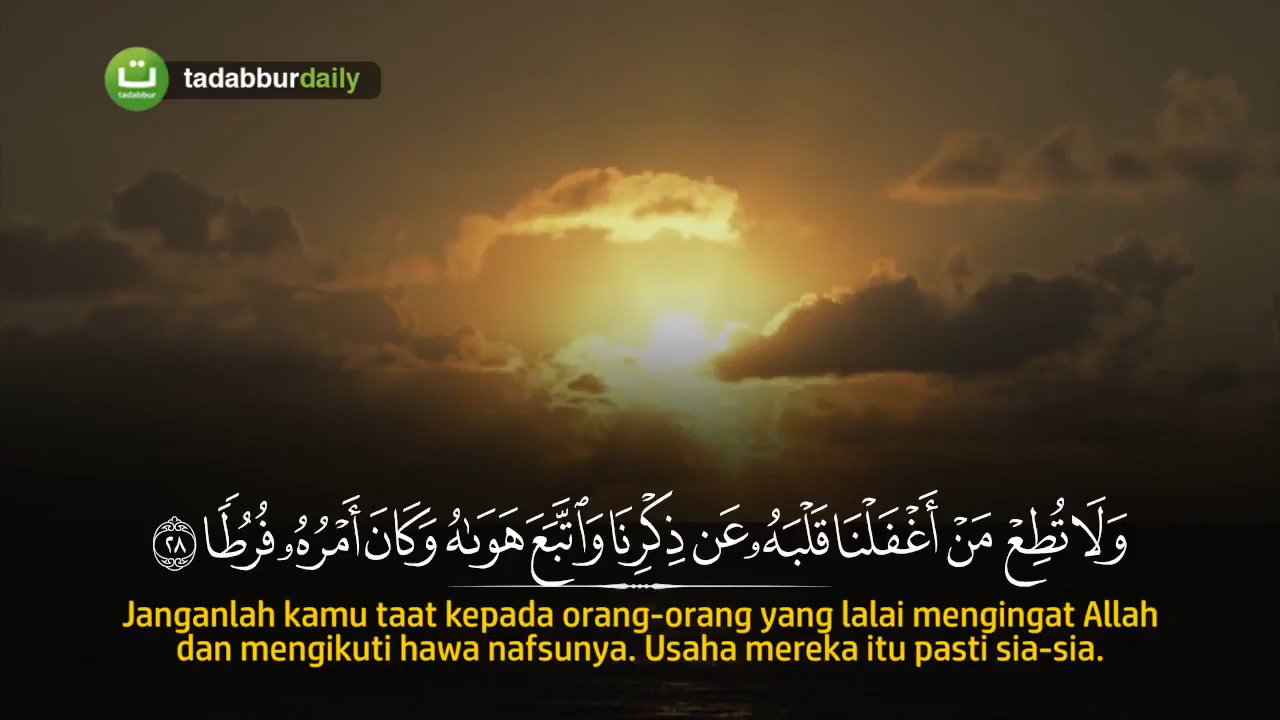 ت
tadabbur
tadabburdaily
وَلَا تُطِعْ مَنْ أَغْفَلْنَا قَلْبَهُۥ عَن ذِكْرِنَا وَٱتَّبَعَ هَوَىٰهُ وَكَانَ أَمْرُهُۥ فُرُطًا ٢٨
Janganlah kamu taat kepada orang-orang yang lalai mengingat Allah
dan mengikuti hawa nafsunya. Usaha mereka itu pasti sia-sia.